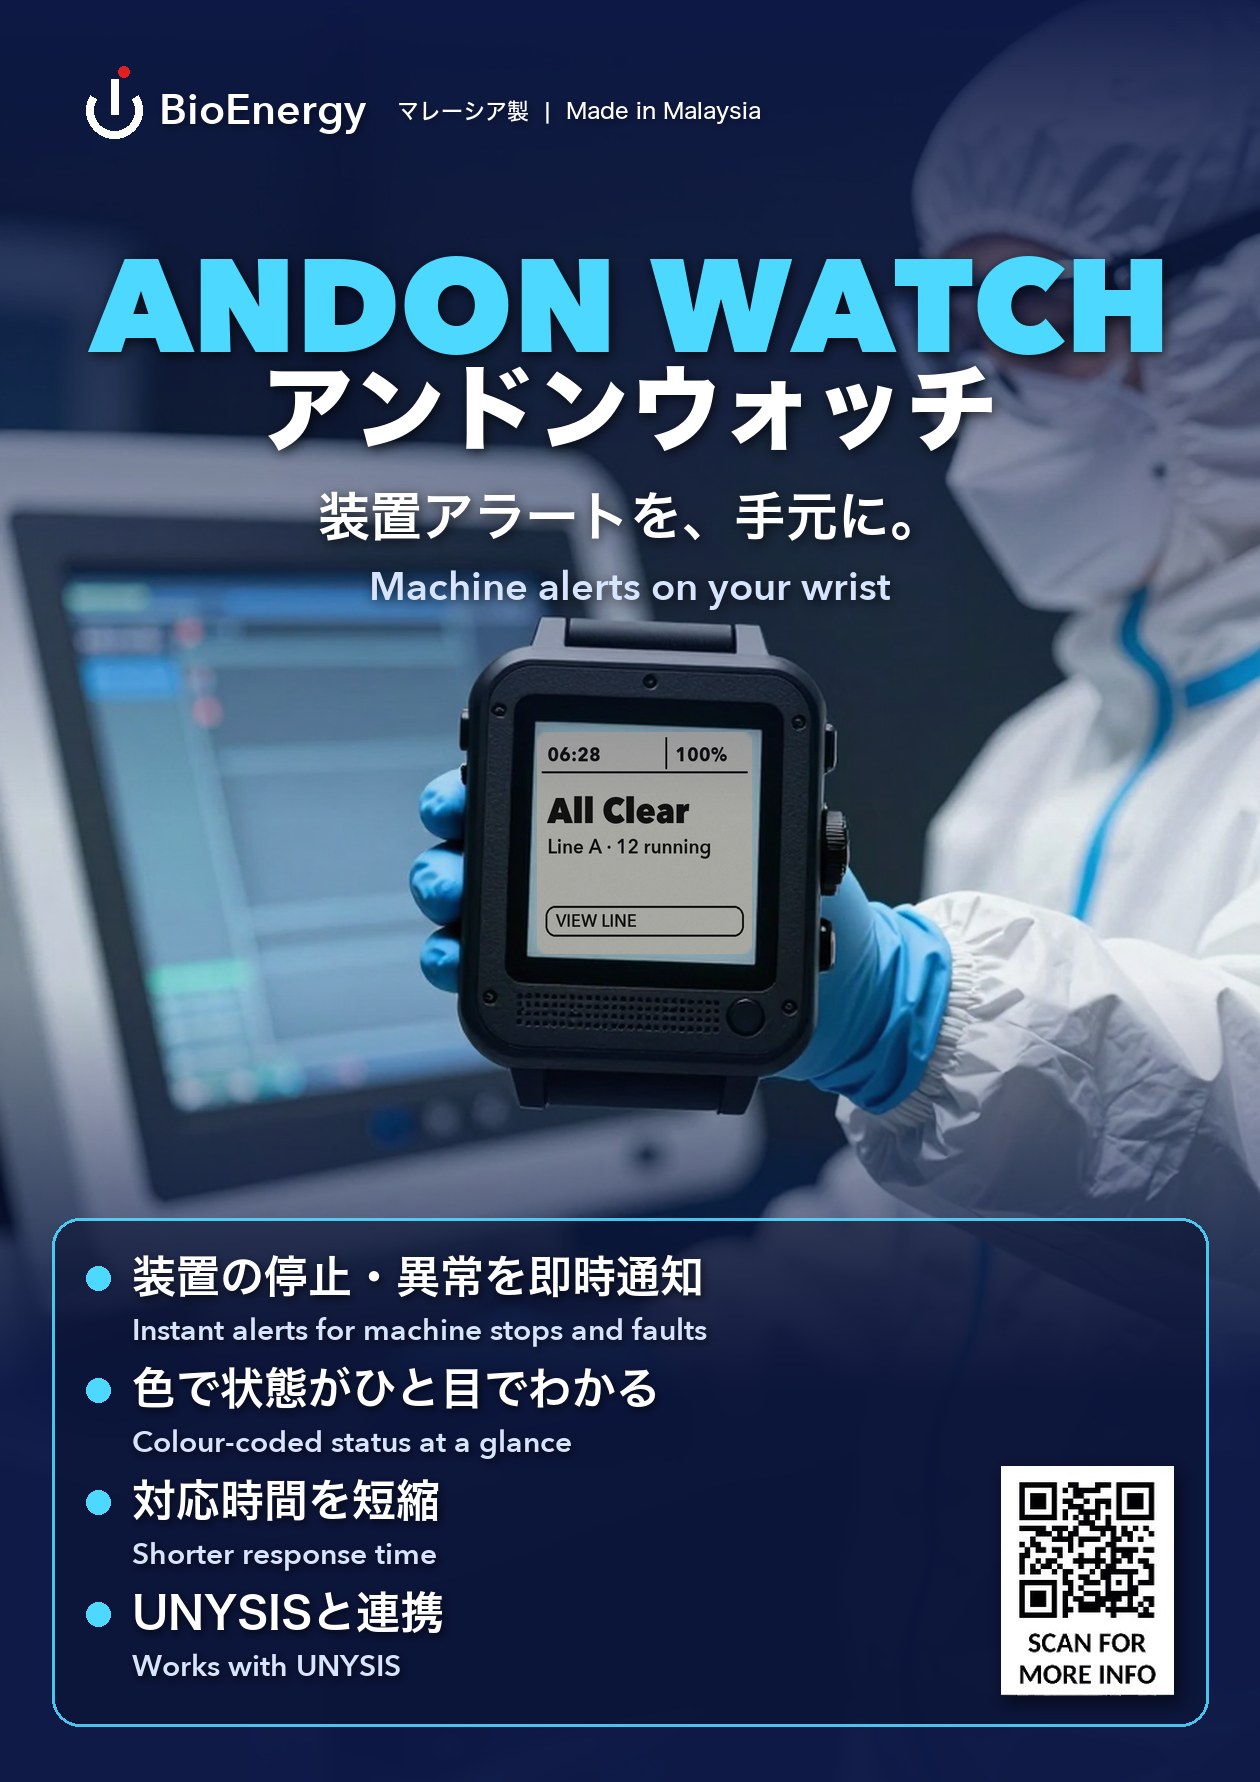 BioEnergy マレーシア製 | Made in Malaysia
ANDON WATCH
アンドンウォッチ
装置アラートを、手元に。
Machine alerts on your wrist
06:28 | 100%
All Clear
Line A · 12 running
VIEW LINE
装置の停止・異常を即時通知
Instant alerts for machine stops and faults
色で状態がひと目でわかる
Colour-coded status at a glance
対応時間を短縮
Shorter response time
UNYSISと連携
Works with UNYSIS
SCAN FOR
MORE INFO